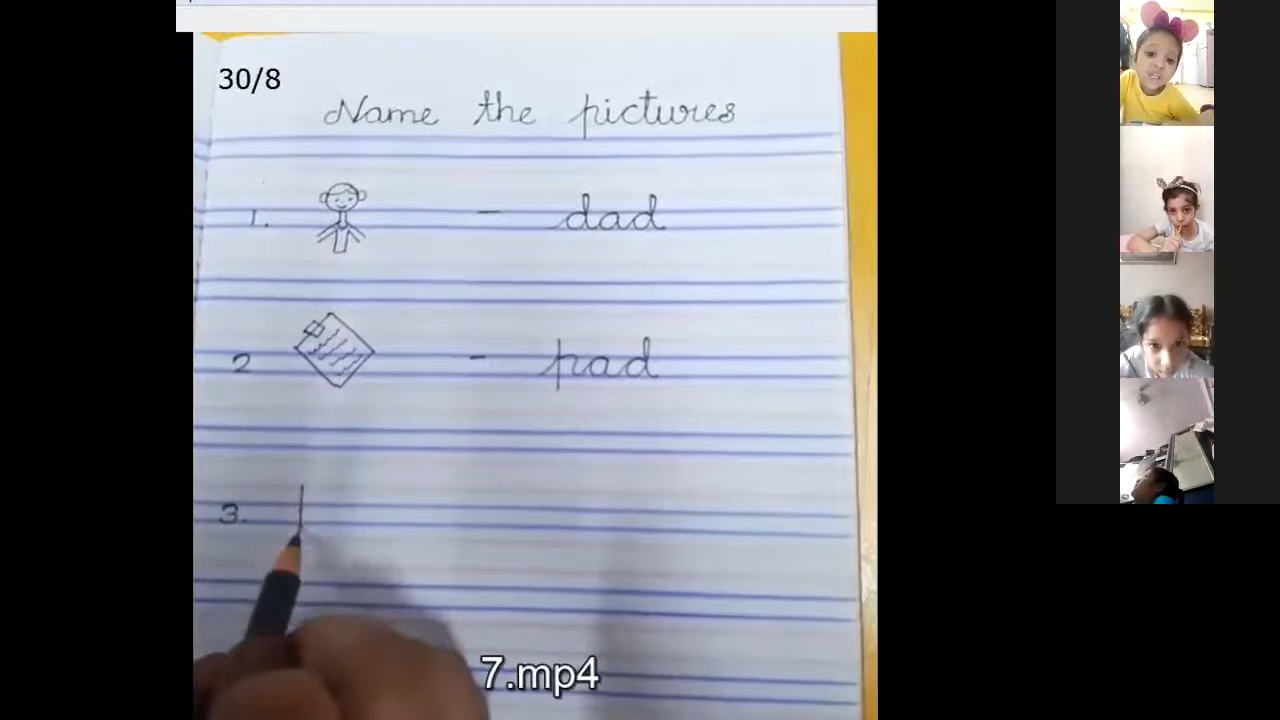 30/8
Name the pictures
1. - dad
2 - pad
3.
7.mp4